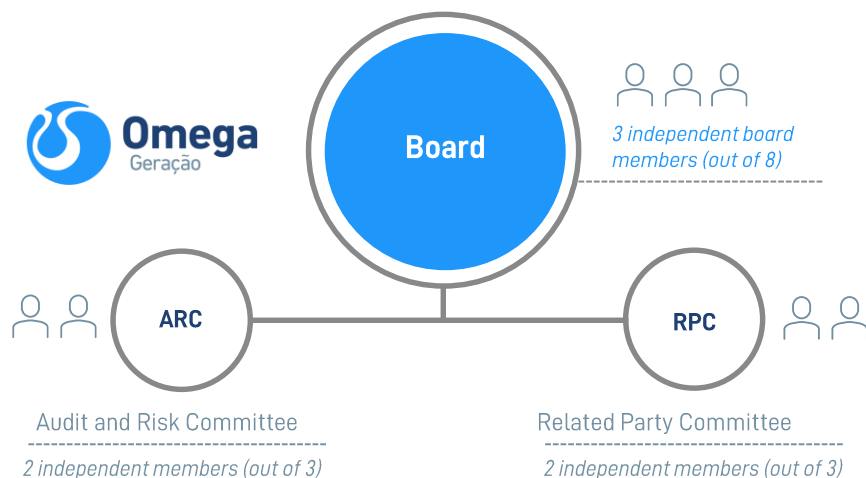 Omega
Geração
Board
3 independent board
members (out of 8)
ARC
RPC
Audit and Risk Committee
2 independent members (out of 3)
Related Party Committee
2 independent members (out of 3)